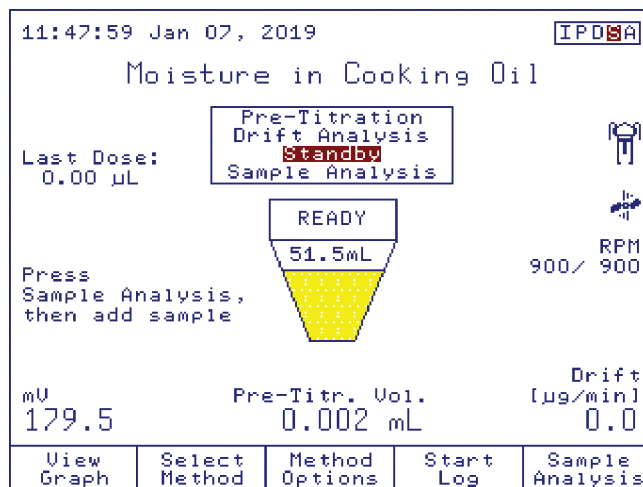 11:47:59 Jan 07, 2019
IPDSA
Moisture in Cooking Oil
Pre-Titration
Drift Analysis
Standby
Sample Analysis
Last Dose:
0.00 µL
READY
51.5mL
RPM
900/ 900
Press
Sample Analysis,
then add sample
mV
179.5
Pre-Titr. Vol.
0.002 mL
Drift
[µg/min]
0.0
View
Graph
Select
Method
Method
Options
Start
Log
Sample
Analysis